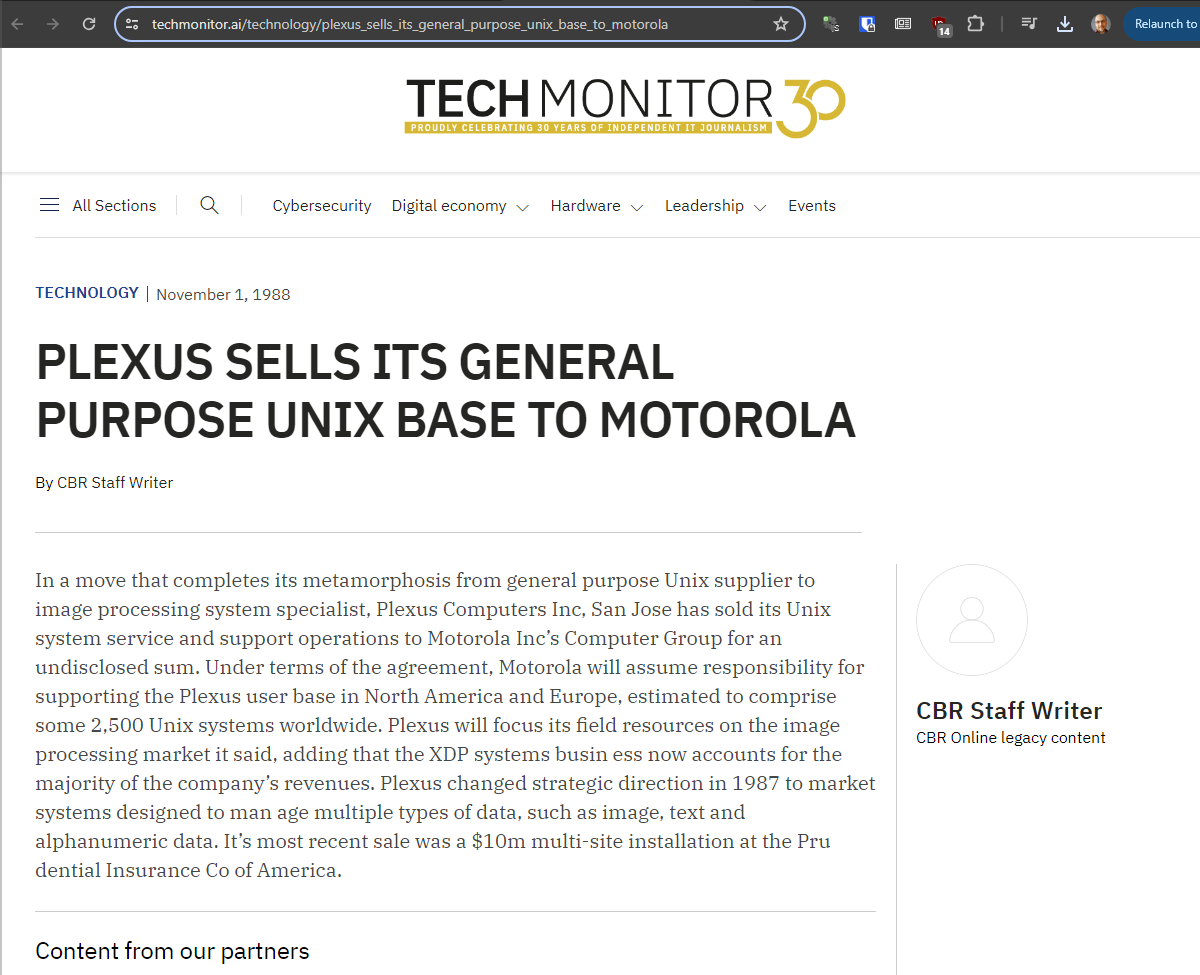 techmonitor.ai/technology/plexus_sells_its_general_purpose_unix_base_to_motorola
14
Relaunch to
TECH MONITOR 30
PROUDLY CELEBRATING 30 YEARS OF INDEPENDENT IT JOURNALISM
All Sections Cybersecurity Digital economy Hardware Leadership Events
TECHNOLOGY | November 1, 1988
PLEXUS SELLS ITS GENERAL
PURPOSE UNIX BASE TO MOTOROLA
By CBR Staff Writer
In a move that completes its metamorphosis from general purpose Unix supplier to
image processing system specialist, Plexus Computers Inc, San Jose has sold its Unix
system service and support operations to Motorola Inc’s Computer Group for an
undisclosed sum. Under terms of the agreement, Motorola will assume responsibility for
supporting the Plexus user base in North America and Europe, estimated to comprise
some 2,500 Unix systems worldwide. Plexus will focus its field resources on the image
processing market it said, adding that the XDP systems busin ess now accounts for the
majority of the company’s revenues. Plexus changed strategic direction in 1987 to market
systems designed to man age multiple types of data, such as image, text and
alphanumeric data. It’s most recent sale was a $10m multi-site installation at the Pru
dential Insurance Co of America.
CBR Staff Writer
CBR Online legacy content
Content from our partners